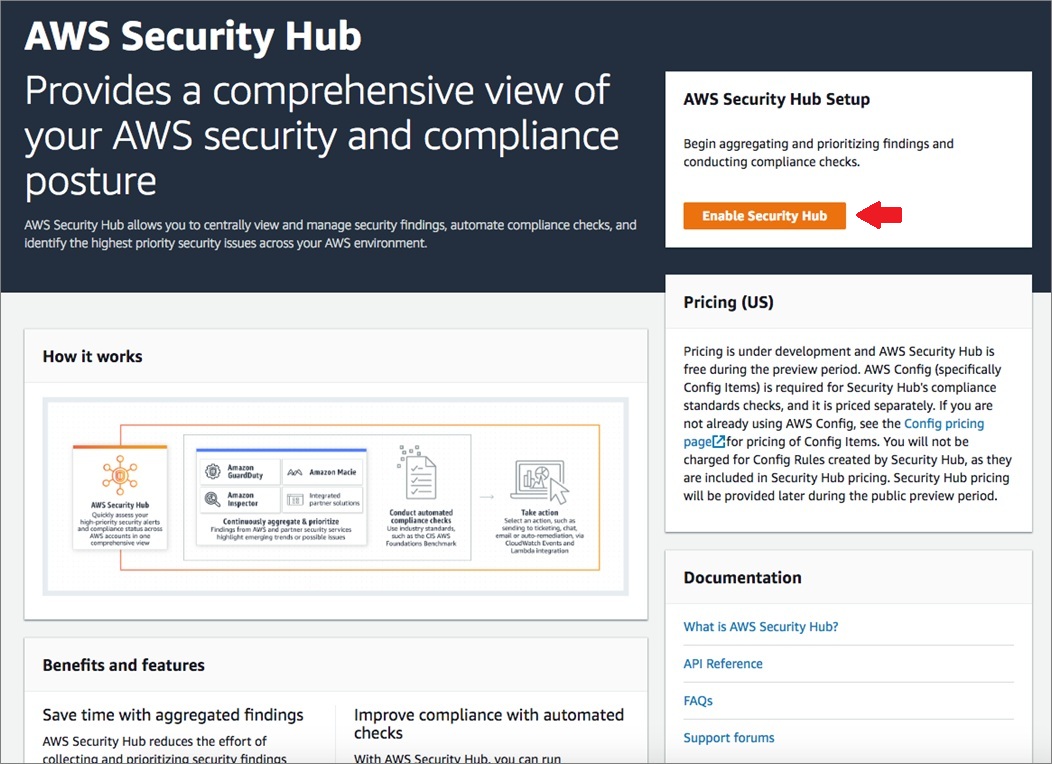 AWS Security Hub
Provides a comprehensive view of
your AWS security and compliance
posture
AWS Security Hub allows you to centrally view and manage security findings, automate compliance checks, and
identify the highest priority security issues across your AWS environment.
AWS Security Hub Setup
Begin aggregating and prioritizing findings and
conducting compliance checks.
Enable Security Hub
Pricing (US)
Pricing is under development and AWS Security Hub is
free during the preview period. AWS Config (specifically
Config Items) is required for Security Hub's compliance
standards checks, and it is priced separately. If you are
not already using AWS Config, see the Config pricing
page for pricing of Config Items. You will not be
charged for Config Rules created by Security Hub, as they
are included in Security Hub pricing. Security Hub pricing
will be provided later during the public preview period.
How it works
AWS Security Hub
Quickly assess your
high-priority security alerts
and compliance status across
AWS accounts in one
comprehensive view
Amazon
GuardDuty
Amazon Macie
Amazon
Inspector
Integrated
partner solutions
Continuously aggregate & prioritize
Findings from AWS and partner security services
highlight emerging trends or possible issues
Conduct automated
compliance checks
Use industry standards,
such as the CIS AWS
Foundations Benchmark
Take action
Select an action, such as
sending to ticketing, chat,
email or auto-remediation, via
CloudWatch Events and
Lambda integration
Documentation
What is AWS Security Hub?
API Reference
FAQs
Support forums
Benefits and features
Save time with aggregated findings
AWS Security Hub reduces the effort of
collecting and prioritizing security findings
Improve compliance with automated
checks
With AWS Security Hub, you can run